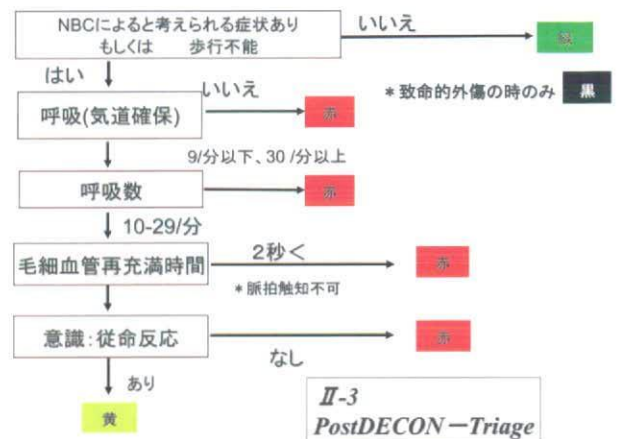 NBCによると考えられる症状あり
もしくは 歩行不能
いいえ
緑
はい
いいえ
*致命的外傷の時のみ 黒
呼吸(気道確保)
赤
9/分以下、30/分以上
呼吸数
赤
10-29/分
毛細血管再充満時間
2秒<
赤
*脈拍触知不可
意識:従命反応
赤
なし
あり
黄
Ⅱ-3
PostDECON－Triage